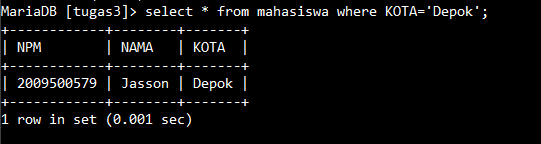 MariaDB [tugas3]> select * from mahasiswa where KOTA='Depok';
+------------+--------+-------+
| NPM        | NAMA   | KOTA  |
+------------+--------+-------+
| 2009500579 | Jasson | Depok |
+------------+--------+-------+
1 row in set (0.001 sec)